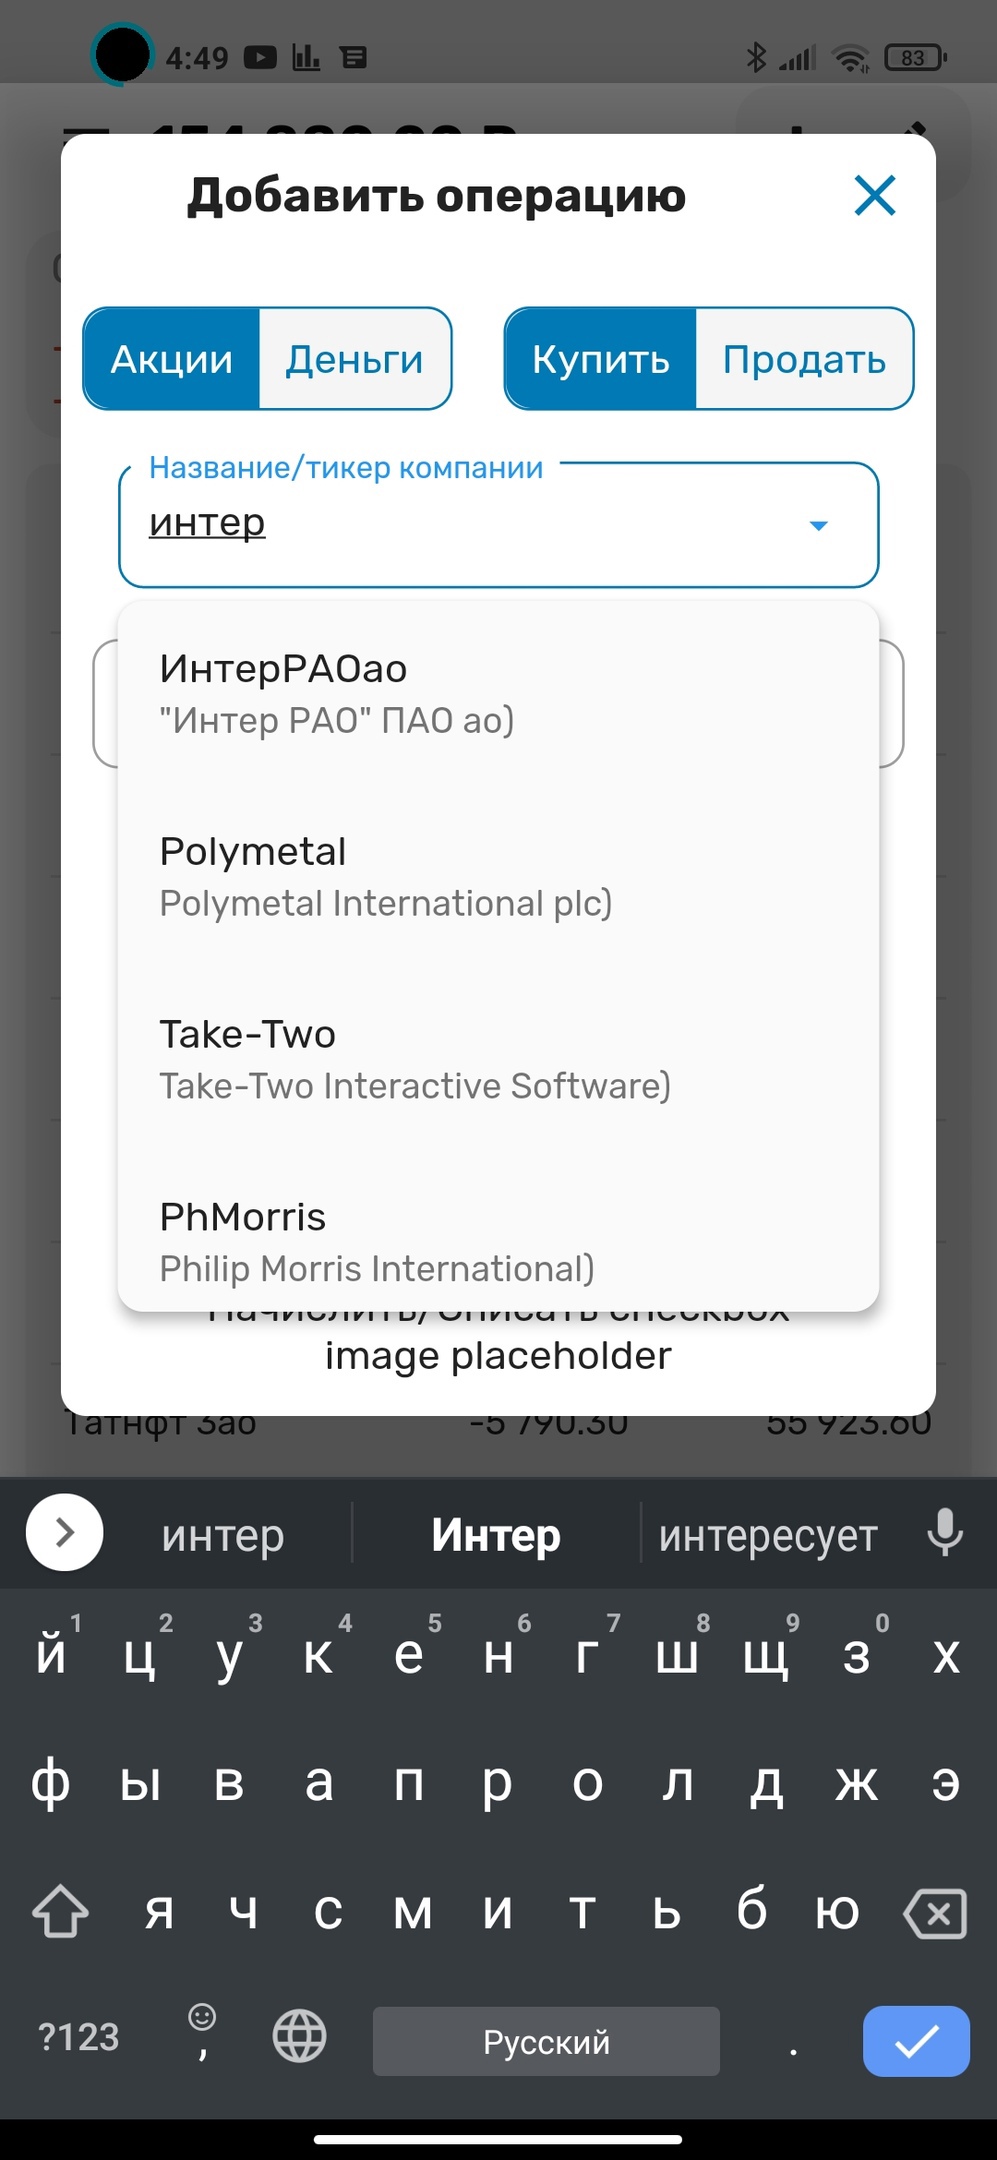 4:49 83
Добавить операцию
Акции Деньги Купить Продать
Название/тикер компании
интер
ИнтерРАОао
"Интер РАО" ПАО ао)
Polymetal
Polymetal International plc)
Take-Two
Take-Two Interactive Software)
PhMorris
Philip Morris International)
Начислить/Списать checkbox
image placeholder
Татнфт 3ао -5 790.30 55 923.60
интер Интер интересует
1 2 3 4 5 6 7 8 9 0
й ц у к е н г ш щ з х
ф ы в а п р о л д ж э
я ч с м и т ь б ю
?123 , Русский .